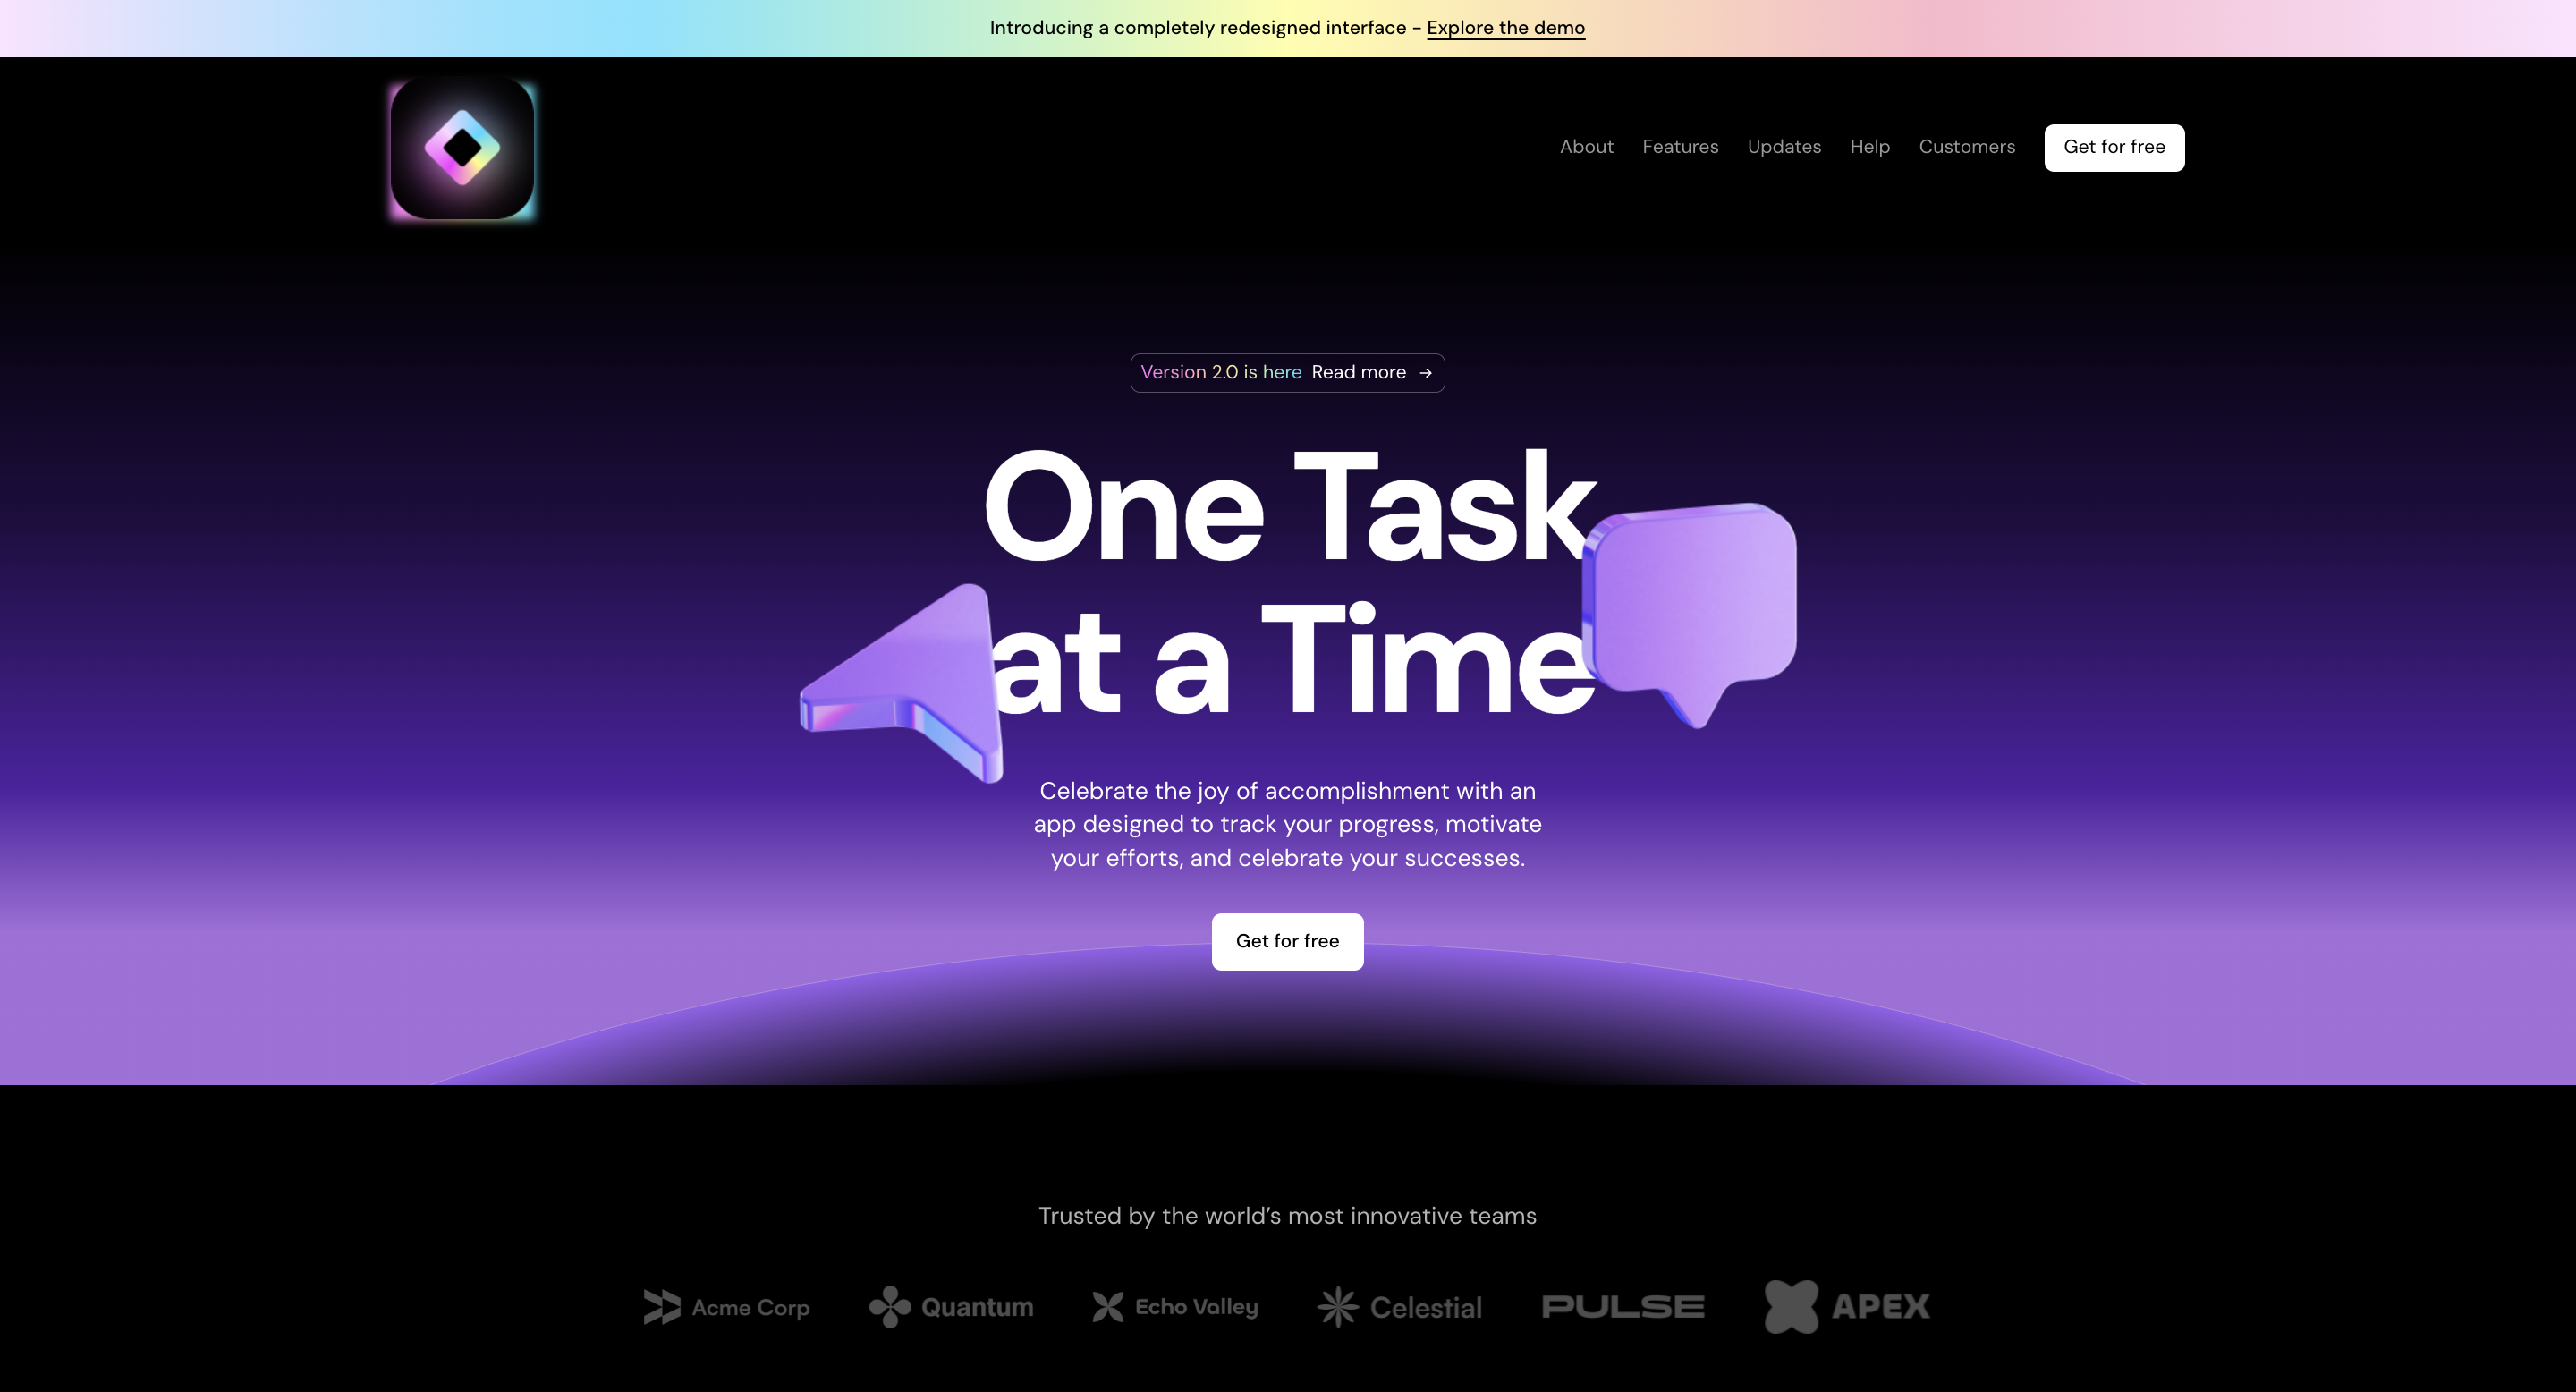 Introducing a completely redesigned interface - Explore the demo
About Features Updates Help Customers Get for free
Version 2.0 is here Read more →
One Task
at a Time
Celebrate the joy of accomplishment with an
app designed to track your progress, motivate
your efforts, and celebrate your successes.
Get for free
Trusted by the world’s most innovative teams
Acme Corp Quantum Echo Valley Celestial PULSE APEX